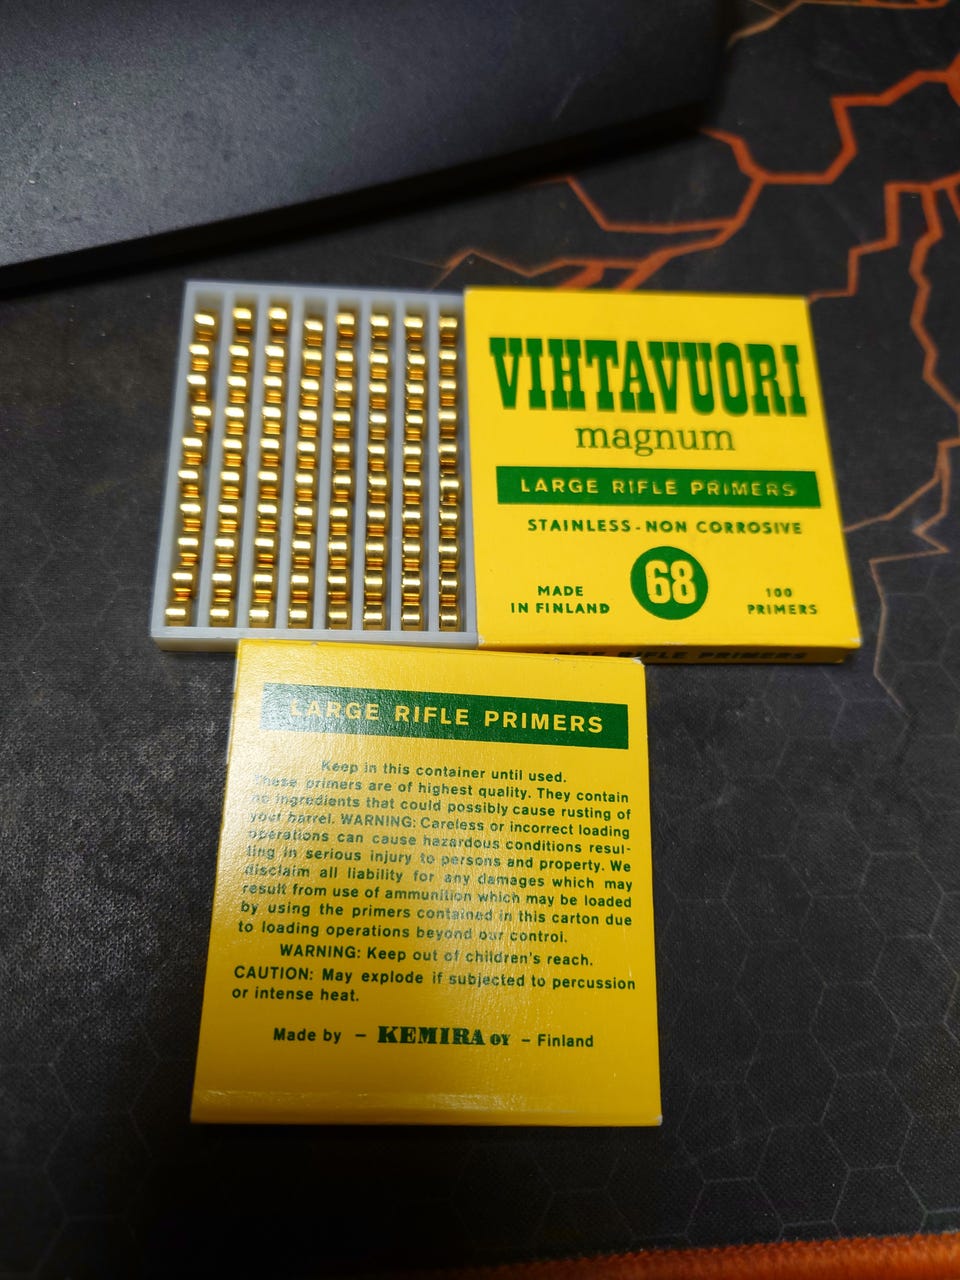 VIHTAVUORI
magnum
LARGE RIFLE PRIMERS
STAINLESS-NON CORROSIVE
MADE
IN FINLAND
68
100
PRIMERS
LARGE RIFLE PRIMERS
LARGE RIFLE PRIMERS
Keep in this container until used.
These primers are of highest quality. They contain
no ingredients that could possibly cause rusting of
your barrel. WARNING: Careless or incorrect loading
operations can cause hazardous conditions resul-
ting in serious injury to persons and property. We
disclaim all liability for any damages which may
result from use of ammunition which may be loaded
by using the primers contained in this carton due
to loading operations beyond our control.
WARNING: Keep out of children's reach.
CAUTION: May explode if subjected to percussion
or intense heat.
Made by – KEMIRA OY – Finland